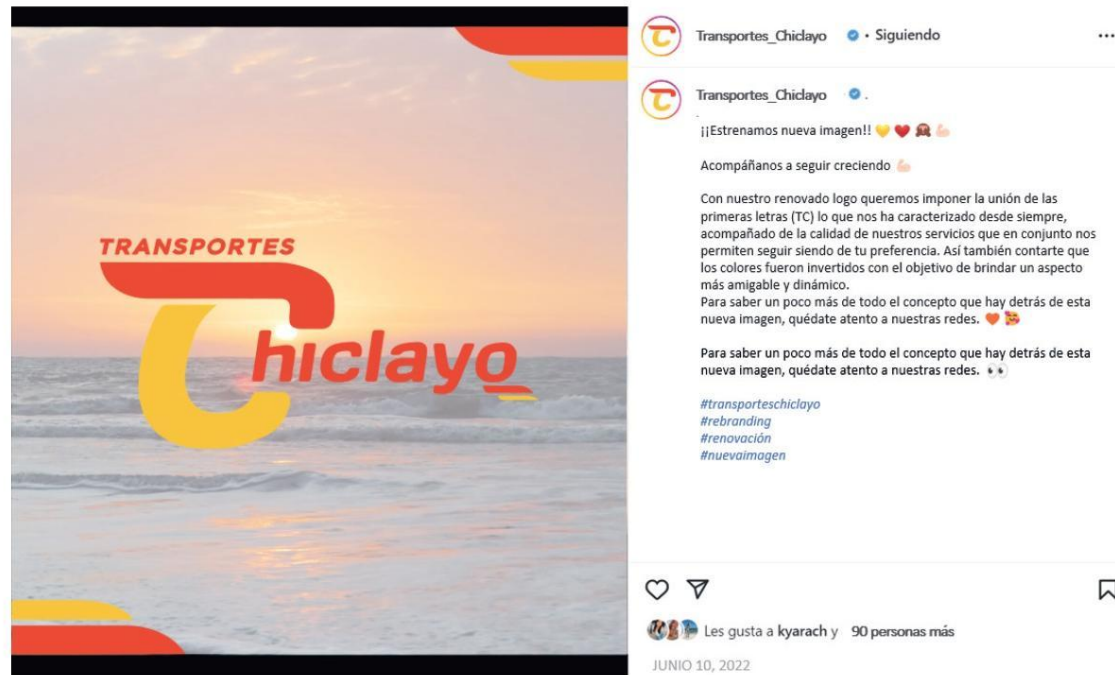 TRANSPORTES
TC
hiclayo
Transportes_Chiclayo • Siguiendo
Transportes_Chiclayo .
¡¡Estrenamos nueva imagen!! 💛 ❤️ 🙈 💪🏻
Acompáñanos a seguir creciendo 💪🏻
Con nuestro renovado logo queremos imponer la unión de las
primeras letras (TC) lo que nos ha caracterizado desde siempre,
acompañado de la calidad de nuestros servicios que en conjunto nos
permiten seguir siendo de tu preferencia. Así también contarte que
los colores fueron invertidos con el objetivo de brindar un aspecto
más amigable y dinámico.
Para saber un poco más de todo el concepto que hay detrás de esta
nueva imagen, quédate atento a nuestras redes. 🧡 🥰
Para saber un poco más de todo el concepto que hay detrás de esta
nueva imagen, quédate atento a nuestras redes. 👀
#transporteschiclayo
#rebranding
#renovación
#nuevaimagen
Les gusta a kyarach y 90 personas más
JUNIO 10, 2022